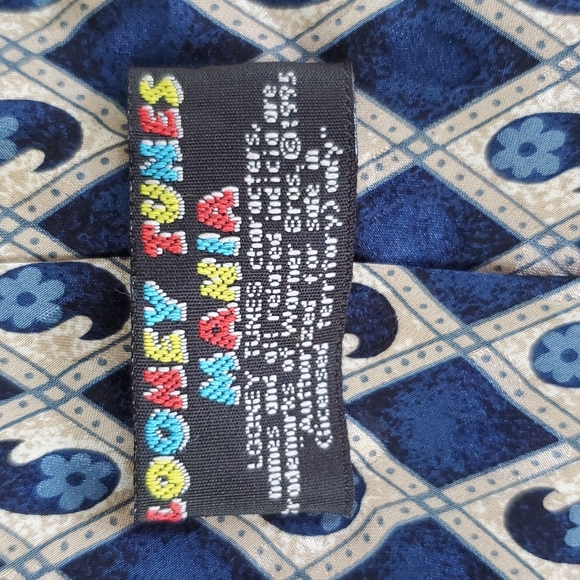 LOONEY TUNES
MANIA
LOONEY TUNES characters,
names and all related indicia are
trademarks of Warner Bros. ©1995
Authorized for sale in
Territory's only.